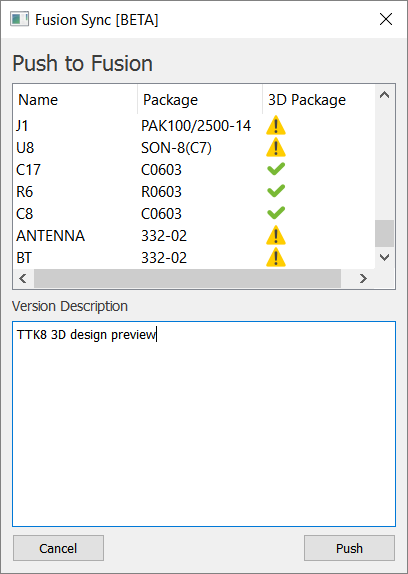 Fusion Sync [BETA]
Push to Fusion
Name Package 3D Package
J1 PAK100/2500-14
U8 SON-8(C7)
C17 C0603
R6 R0603
C8 C0603
ANTENNA 332-02
BT 332-02
Version Description
TTK8 3D design preview
Cancel Push